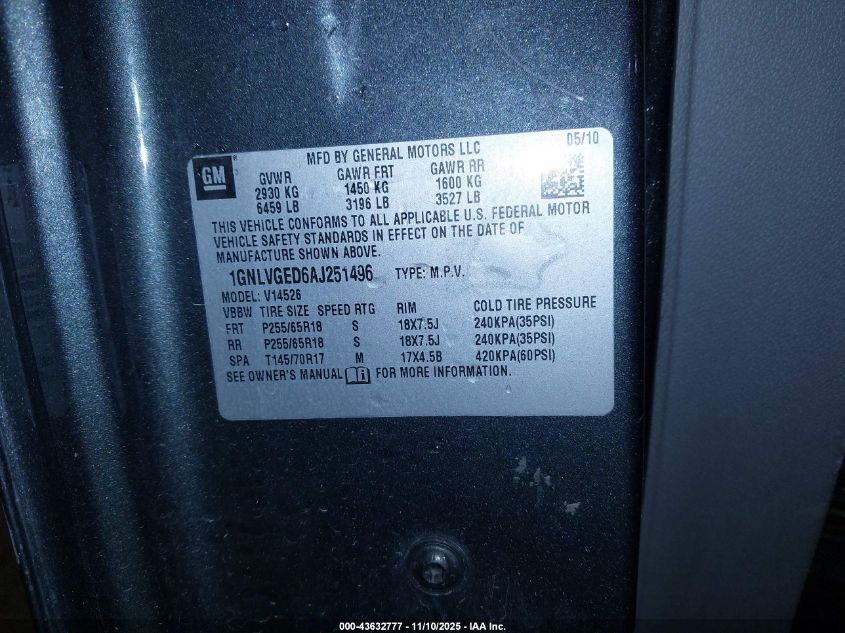 GM ®
MFD BY GENERAL MOTORS LLC 05/10
GVWR GAWR FRT GAWR RR
2930 KG 1450 KG 1600 KG
6459 LB 3196 LB 3527 LB
THIS VEHICLE CONFORMS TO ALL APPLICABLE U.S. FEDERAL MOTOR
VEHICLE SAFETY STANDARDS IN EFFECT ON THE DATE OF
MANUFACTURE SHOWN ABOVE.
1GNLVGED6AJ251496 TYPE: M.P.V.
MODEL: V14526
VBBW TIRE SIZE SPEED RTG RIM COLD TIRE PRESSURE
FRT P255/65R18 S 18X7.5J 240KPA(35PSI)
RR P255/65R18 S 18X7.5J 240KPA(35PSI)
SPA T145/70R17 M 17X4.5B 420KPA(60PSI)
SEE OWNER'S MANUAL FOR MORE INFORMATION.
000-43632777 - 11/10/2025 - IAA Inc.